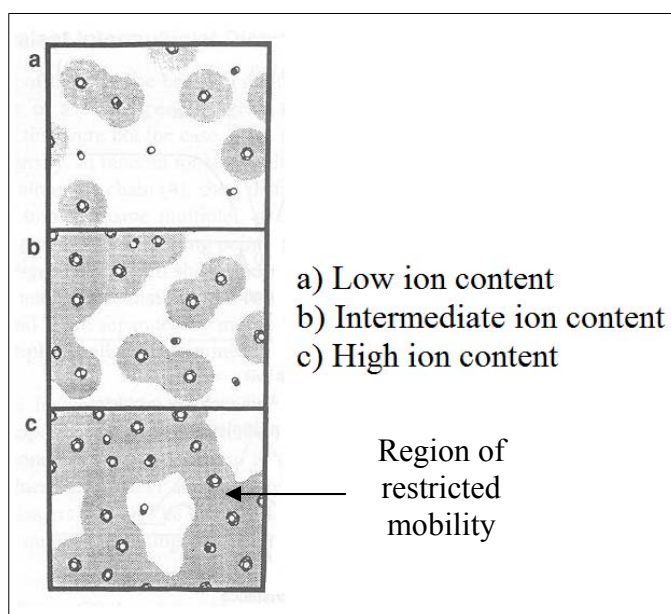 a
b
c
a) Low ion content
b) Intermediate ion content
c) High ion content
Region of
restricted
mobility